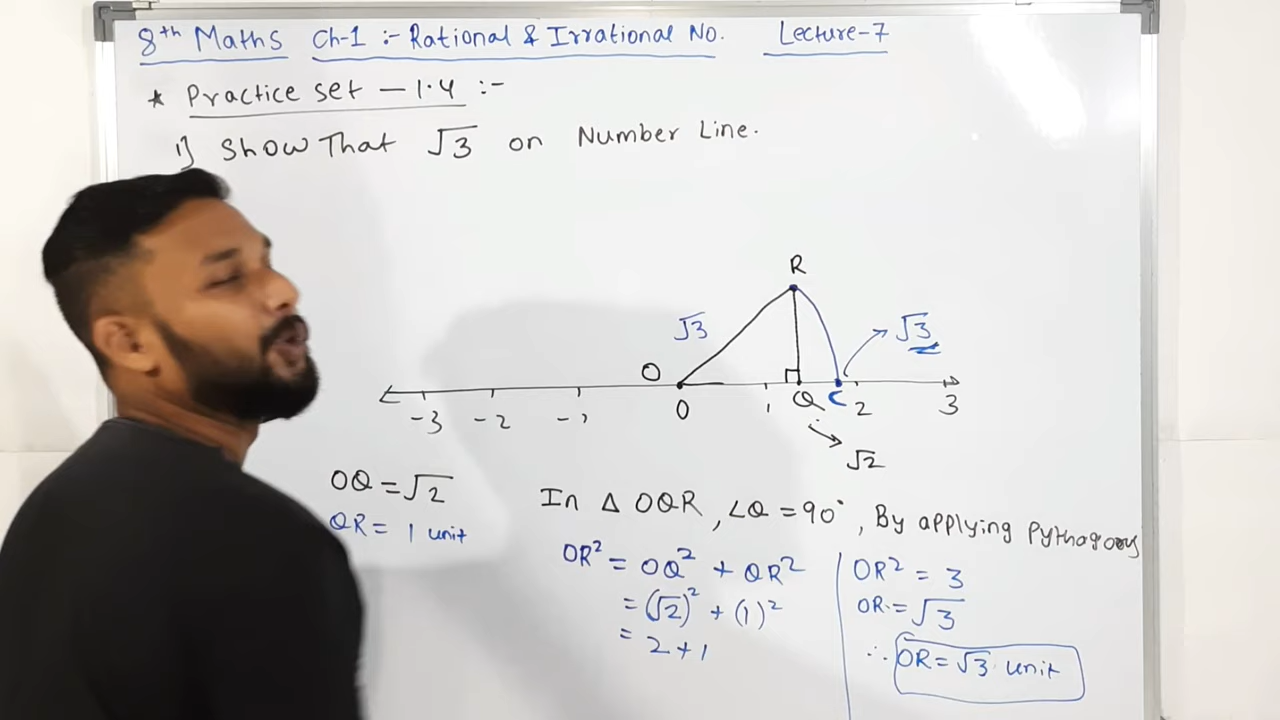 8th Maths Ch-1 :- Rational & Irrational No. Lecture-7
* Practice set — 1.4 :-
1) Show That √3 on Number Line.
R
√3
√3
O
-3 -2 -1 0 1 Q C 2 3
√2
OQ = √2
QR = 1 unit
In Δ OQR, ∠Q = 90°, By applying Pythagoras
OR² = OQ² + QR²
= (√2)² + (1)²
= 2 + 1
OR² = 3
OR = √3
∴ OR = √3 unit